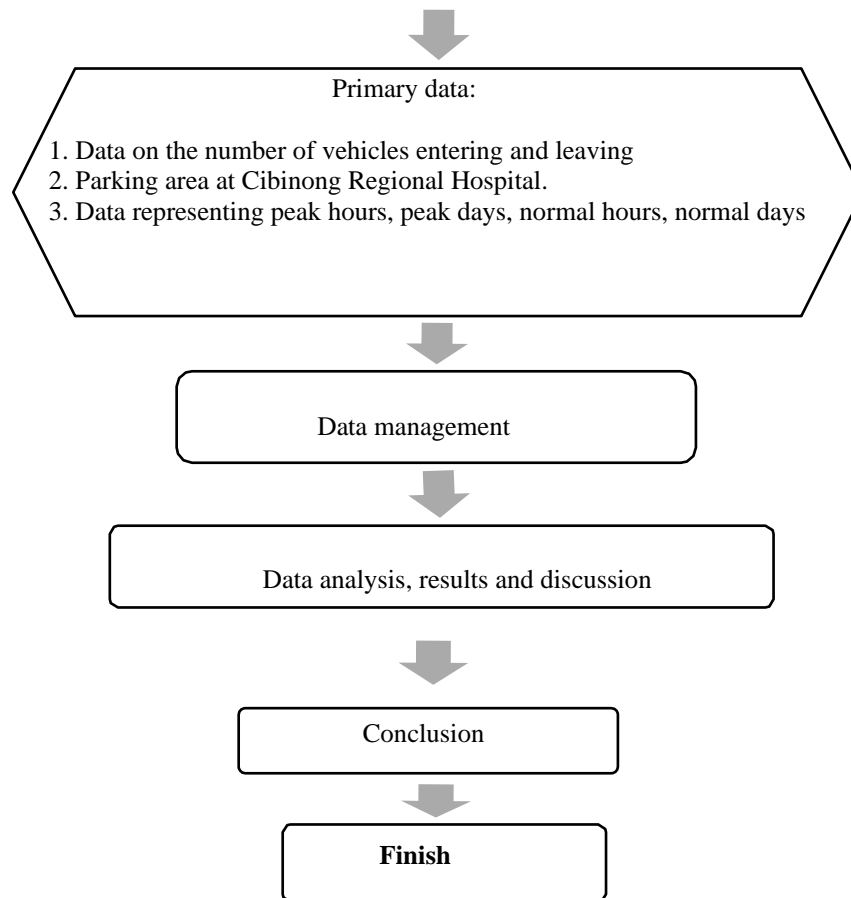 Primary data:
1. Data on the number of vehicles entering and leaving
2. Parking area at Cibinong Regional Hospital.
3. Data representing peak hours, peak days, normal hours, normal days
Data management
Data analysis, results and discussion
Conclusion
Finish